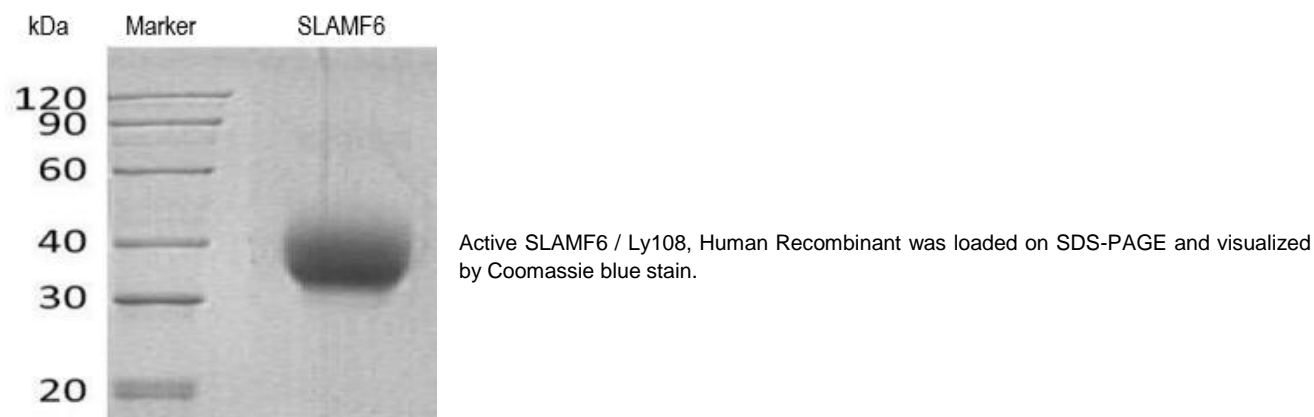 kDa Marker SLAMF6
120
90
60
40
30
20
Active SLAMF6 / Ly108, Human Recombinant was loaded on SDS-PAGE and visualized
by Coomassie blue stain.